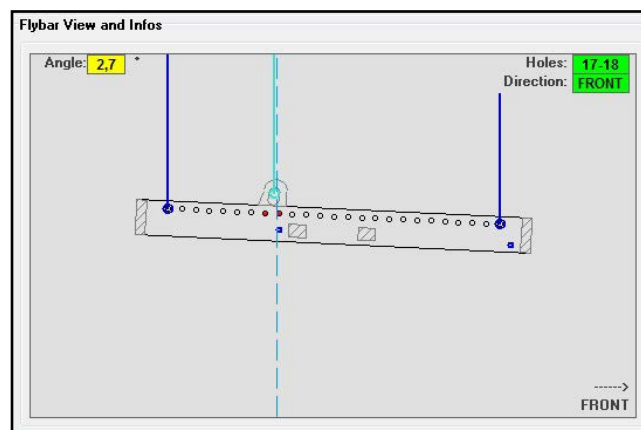 Flybar View and Infos
Angle: 2,7 °
Holes: 17-18
Direction: FRONT
------>
FRONT